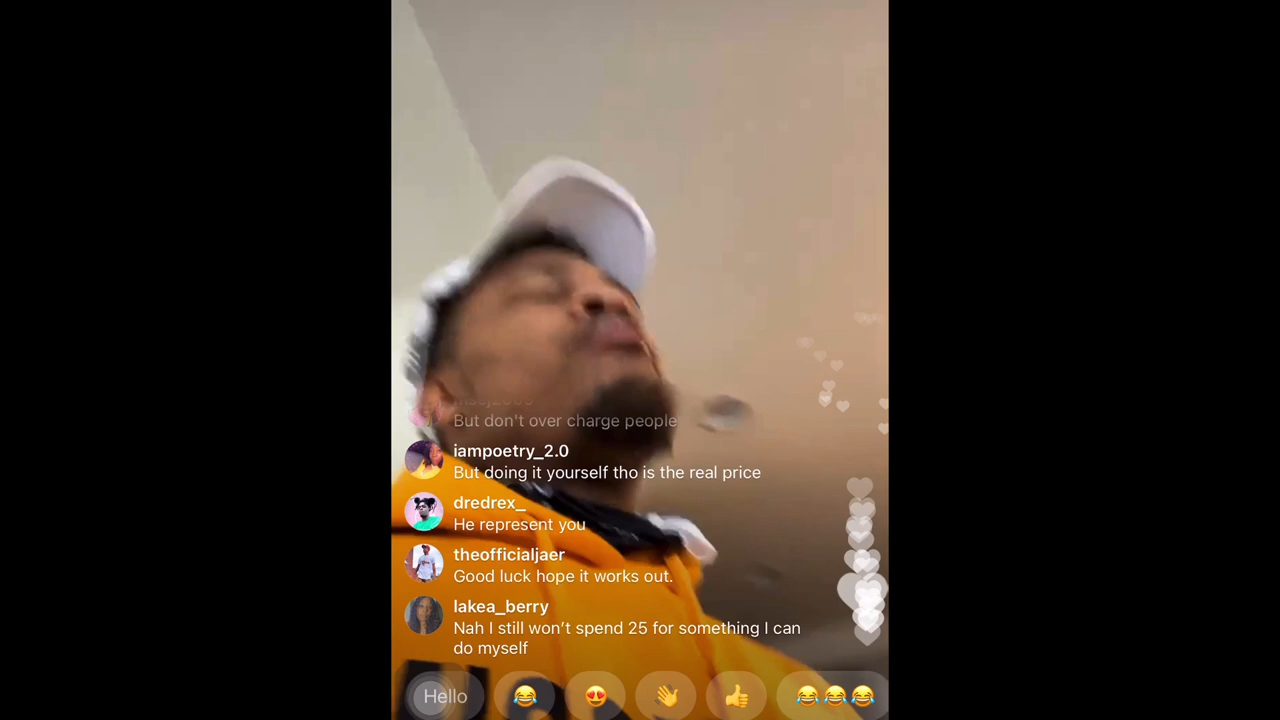 But don't over charge people
iampoetry_2.0
But doing it yourself tho is the real price
dredrex_
He represent you
theofficialjaer
Good luck hope it works out.
lakea_berry
Nah I still won’t spend 25 for something I can
do myself
Hello